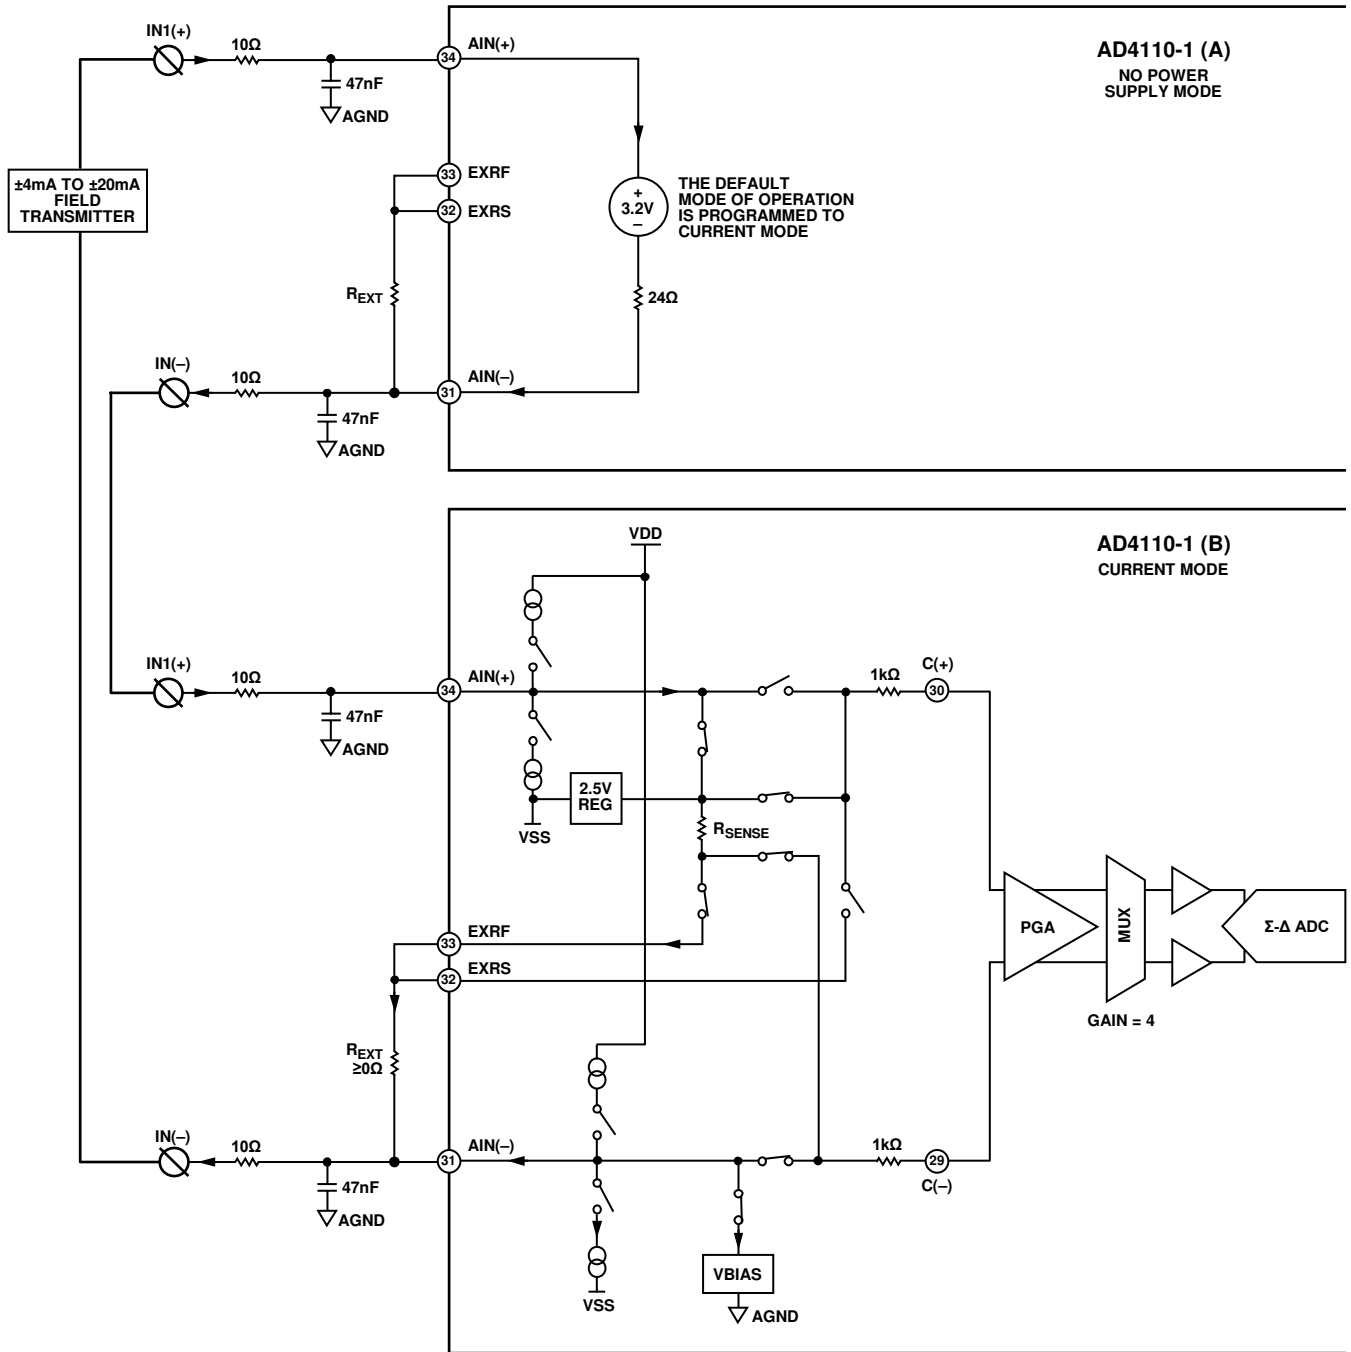 IN1(+)
10Ω
47nF
AGND
34
AIN(+)
AD4110-1 (A)
NO POWER
SUPPLY MODE
±4mA TO ±20mA
FIELD
TRANSMITTER
33
EXRF
32
EXRS
+
3.2V
–
THE DEFAULT
MODE OF OPERATION
IS PROGRAMMED TO
CURRENT MODE
REXT
24Ω
IN(–)
10Ω
47nF
AGND
31
AIN(–)
VDD
AD4110-1 (B)
CURRENT MODE
IN1(+)
10Ω
47nF
AGND
34
AIN(+)
1kΩ
C(+)
30
2.5V
REG
VSS
RSENSE
33
EXRF
32
EXRS
PGA
MUX
Σ-Δ ADC
GAIN = 4
REXT
≥0Ω
IN(–)
10Ω
47nF
AGND
31
AIN(–)
1kΩ
29
C(–)
VBIAS
AGND
VSS